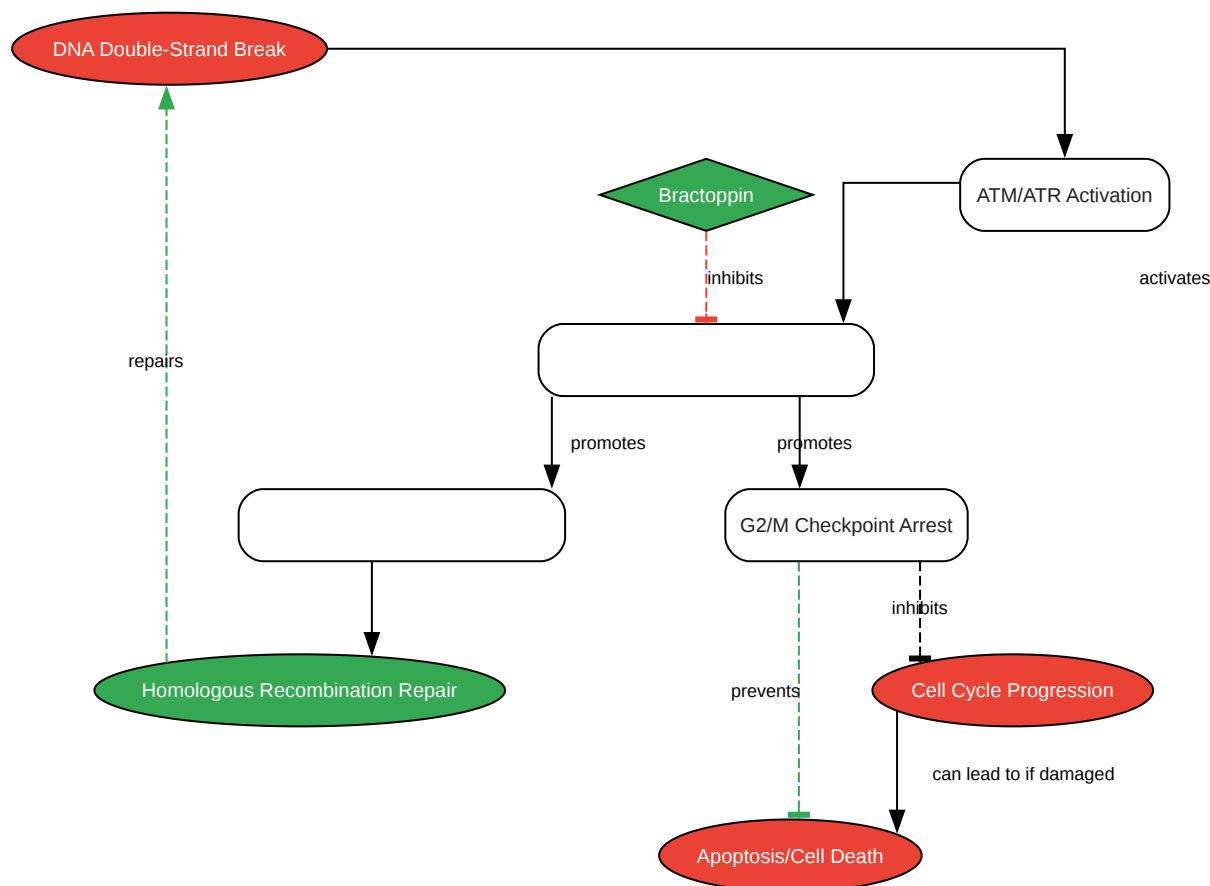 DNA Double-Strand Break
Bractoppin
ATM/ATR Activation
inhibits
activates
repairs
promotes
promotes
G2/M Checkpoint Arrest
inhibits
Homologous Recombination Repair
prevents
Cell Cycle Progression
can lead to if damaged
Apoptosis/Cell Death